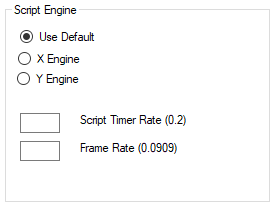 Script Engine
Use Default
X Engine
Y Engine
Script Timer Rate (0.2)
Frame Rate (0.0909)